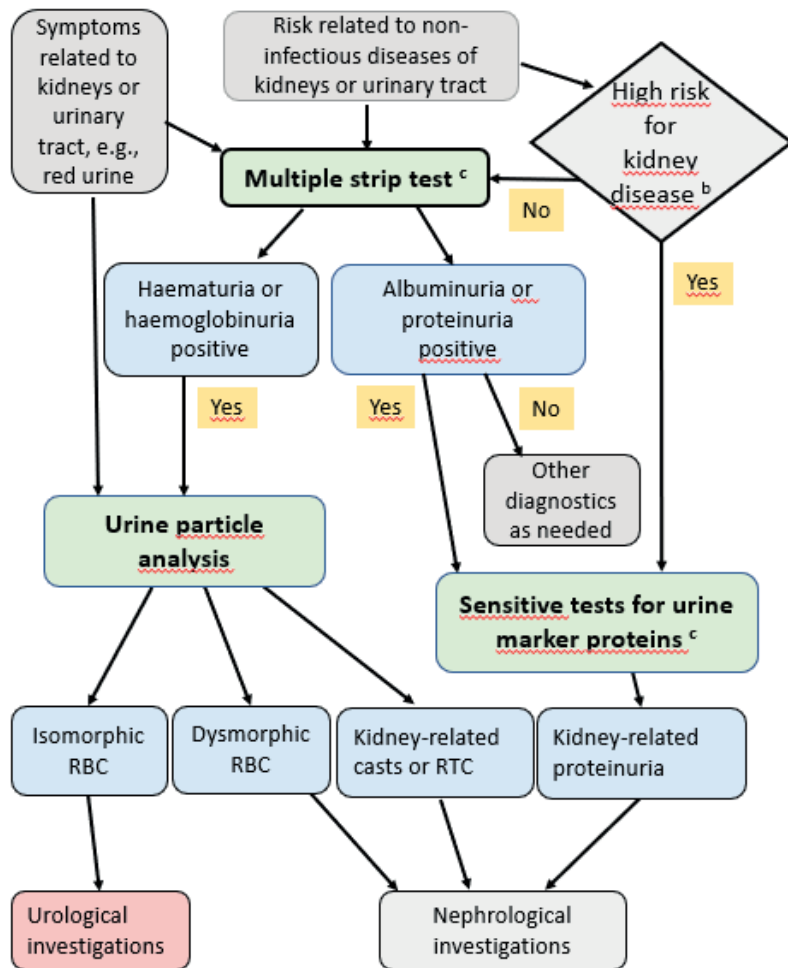 Symptoms
related to
kidneys or
urinary
tract, e.g.,
red urine
Risk related to non-
infectious diseases of
kidneys or urinary tract
High risk
for
kidney
disease b
Multiple strip test c
No
Yes
Haematuria or
haemoglobinuria
positive
Albuminuria or
proteinuria
positive
Yes
Yes
No
Other
diagnostics
as needed
Urine particle
analysis
Sensitive tests for urine
marker proteins c
Isomorphic
RBC
Dysmorphic
RBC
Kidney-related
casts or RTC
Kidney-related
proteinuria
Urological
investigations
Nephrological
investigations